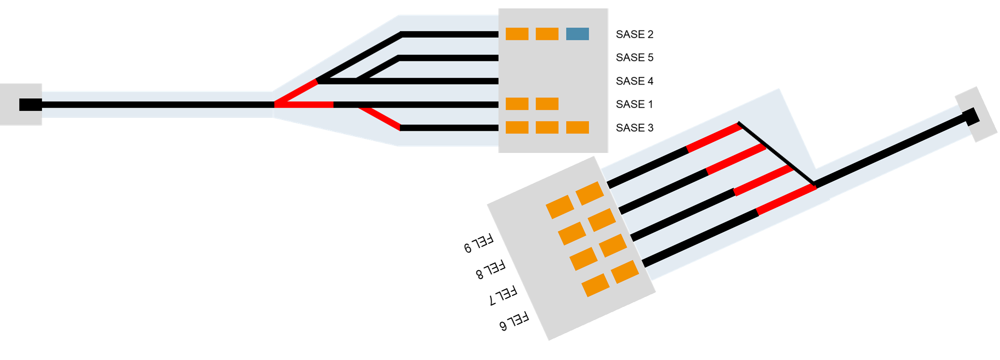 SASE 2
SASE 5
SASE 4
SASE 1
SASE 3
FEL 9
FEL 8
FEL 7
FEL 6